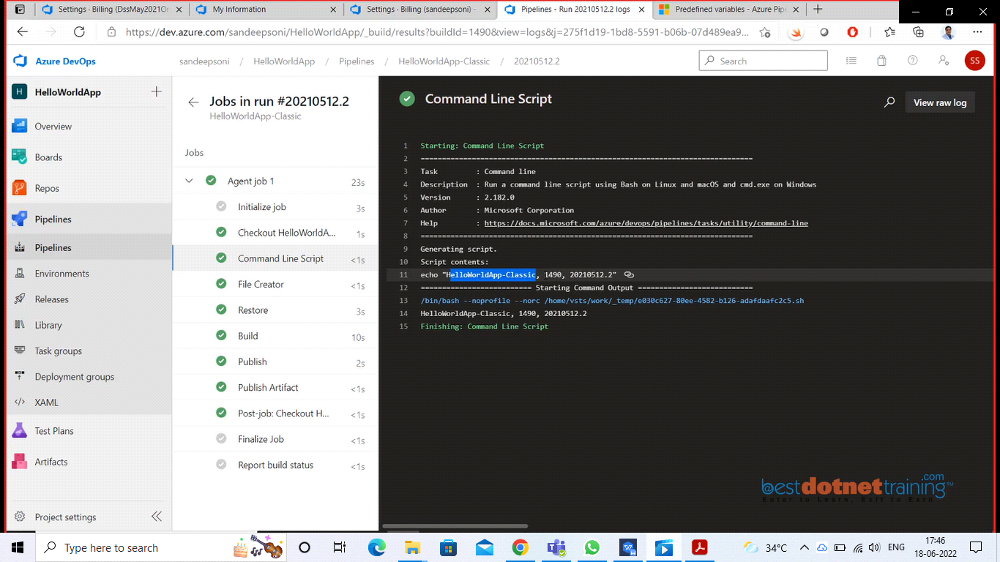 Settings - Billing (DssMay2021Or
My Information
Settings · Billing (sandeepsoni) -
Pipelines - Run 20210512.2 logs
Predefined variables - Azure Pipe
https://dev.azure.com/sandeepsoni/HelloWorldApp/_build/results?buildId=1490&view=logs&j=275f1d19-1bd8-5591-b06b-07d489ea9...
Azure DevOps
sandeepsoni / HelloWorldApp / Pipelines / HelloWorldApp-Classic / 20210512.2
Search
SS
H HelloWorldApp
Overview
Boards
Repos
Pipelines
Pipelines
Environments
Releases
Library
Task groups
Deployment groups
XAML
Test Plans
Artifacts
Project settings
Jobs in run #20210512.2
HelloWorldApp-Classic
Jobs
Agent job 1 23s
Initialize job 3s
Checkout HelloWorldA... 1s
Command Line Script <1s
File Creator <1s
Restore 3s
Build 10s
Publish 2s
Publish Artifact <1s
Post-job: Checkout H... <1s
Finalize Job <1s
Report build status <1s
Command Line Script
View raw log
1 Starting: Command Line Script
2 ==============================================================================
3 Task : Command line
4 Description : Run a command line script using Bash on Linux and macOS and cmd.exe on Windows
5 Version : 2.182.0
6 Author : Microsoft Corporation
7 Help : https://docs.microsoft.com/azure/devops/pipelines/tasks/utility/command-line
8 ==============================================================================
9 Generating script.
10 Script contents:
11 echo "HelloWorldApp-Classic, 1490, 20210512.2"
12 ========================== Starting Command Output ===========================
13 /bin/bash --noprofile --norc /home/vsts/work/_temp/e030c627-80ee-4582-b126-adafdaafc2c5.sh
14 HelloWorldApp-Classic, 1490, 20210512.2
15 Finishing: Command Line Script
bestdotnettraining.com™
Enter to Learn, Exit to Earn
Type here to search
34°C
ENG
17:46
18-06-2022